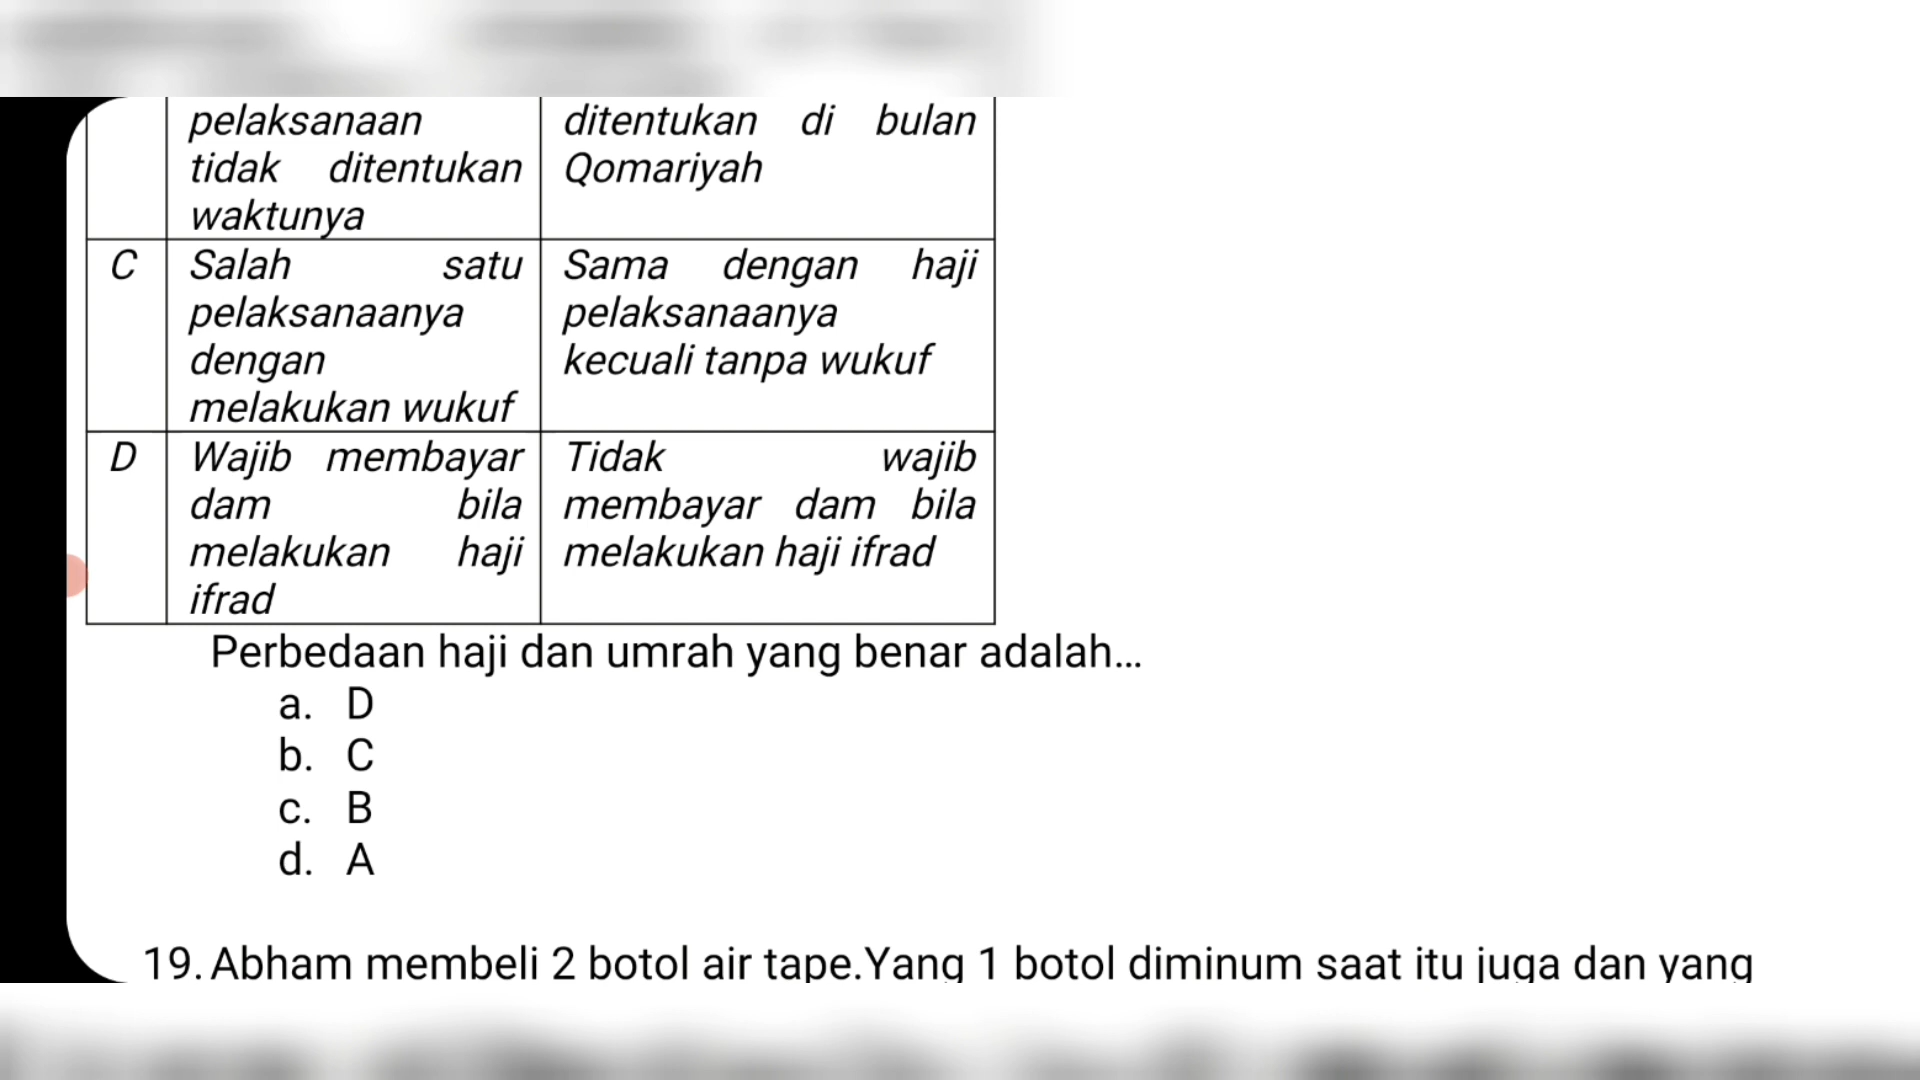 pelaksanaan ditentukan di bulan
tidak ditentukan Qomariyah
waktunya
C Salah satu Sama dengan haji
pelaksanaanya pelaksanaanya
dengan kecuali tanpa wukuf
melakukan wukuf
D Wajib membayar Tidak wajib
dam bila membayar dam bila
melakukan haji melakukan haji ifrad
ifrad
Perbedaan haji dan umrah yang benar adalah...
a. D
b. C
c. B
d. A
19. Abham membeli 2 botol air tape.Yang 1 botol diminum saat itu juga dan yang